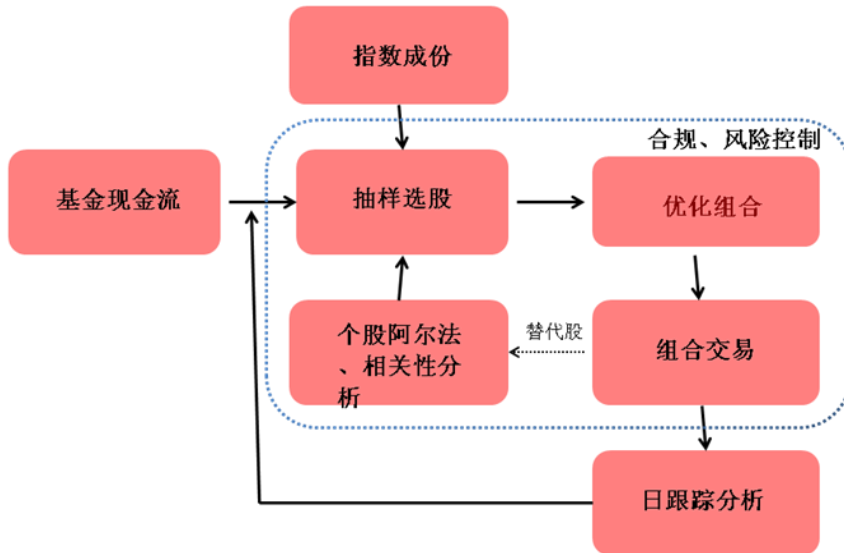 指数成份
合规、风险控制
基金现金流
抽样选股
优化组合
个股阿尔法
、相关性分
析
替代股
组合交易
日跟踪分析